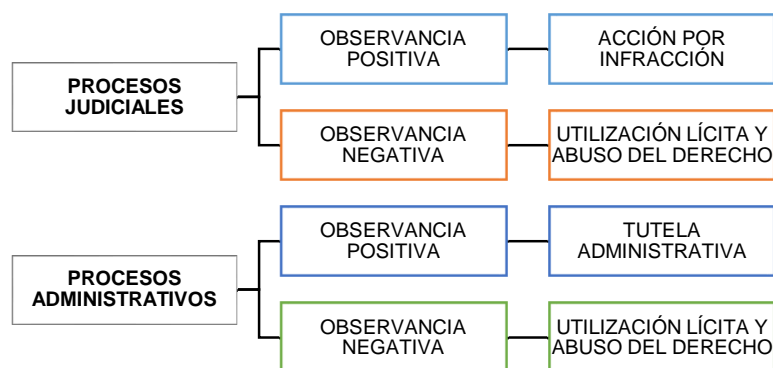 PROCESOS
JUDICIALES
OBSERVANCIA
POSITIVA
ACCIÓN POR
INFRACCIÓN
OBSERVANCIA
NEGATIVA
UTILIZACIÓN LÍCITA Y
ABUSO DEL DERECHO
PROCESOS
ADMINISTRATIVOS
OBSERVANCIA
POSITIVA
TUTELA
ADMINISTRATIVA
OBSERVANCIA
NEGATIVA
UTILIZACIÓN LÍCITA Y
ABUSO DEL DERECHO